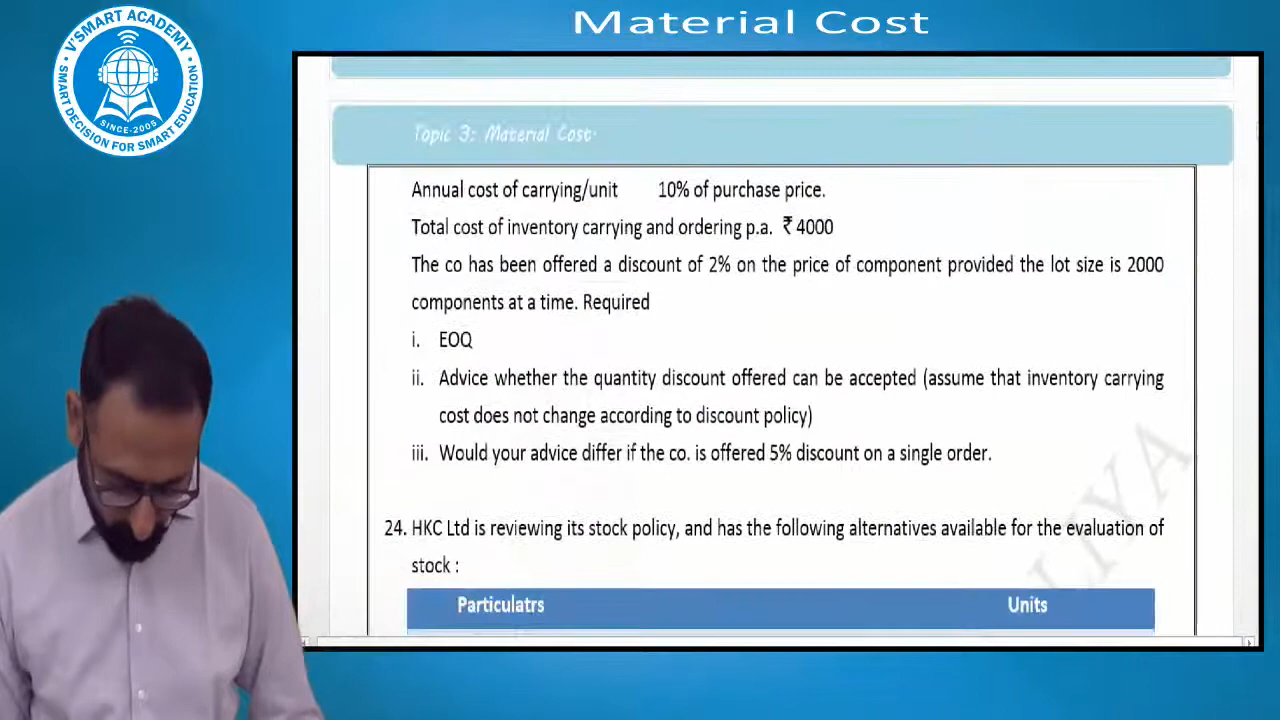 Material Cost
V'SMART ACADEMY
SINCE-2005
SMART DECISION FOR SMART EDUCATION
Topic 3: Material Cost.
Annual cost of carrying/unit 10% of purchase price.
Total cost of inventory carrying and ordering p.a. ₹ 4000
The co has been offered a discount of 2% on the price of component provided the lot size is 2000
components at a time. Required
i. EOQ
ii. Advice whether the quantity discount offered can be accepted (assume that inventory carrying
cost does not change according to discount policy)
iii. Would your advice differ if the co. is offered 5% discount on a single order.
24. HKC Ltd is reviewing its stock policy, and has the following alternatives available for the evaluation of
stock :
Particulatrs Units